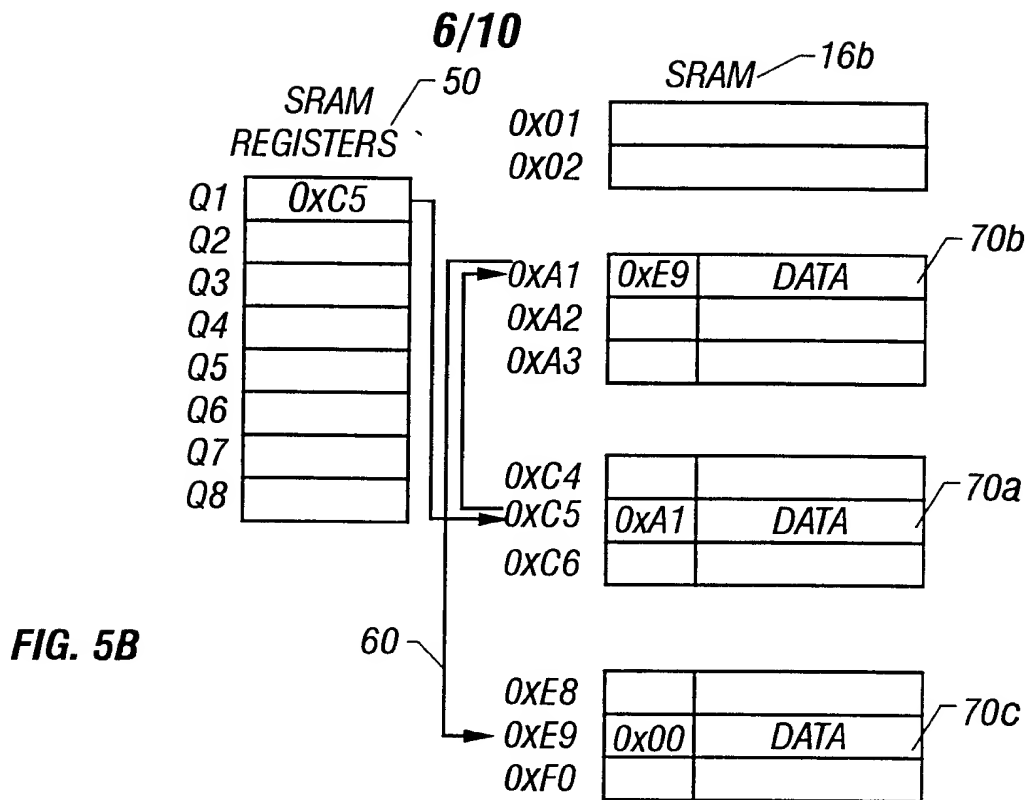 6/10
SRAM REGISTERS 50
Q1 0xC5
Q2
Q3
Q4
Q5
Q6
Q7
Q8
SRAM 16b
0x01
0x02
0xA1 0xE9 DATA 70b
0xA2
0xA3
0xC4
0xC5 0xA1 DATA 70a
0xC6
FIG. 5B
60
0xE8
0xE9 0x00 DATA 70c
0xF0